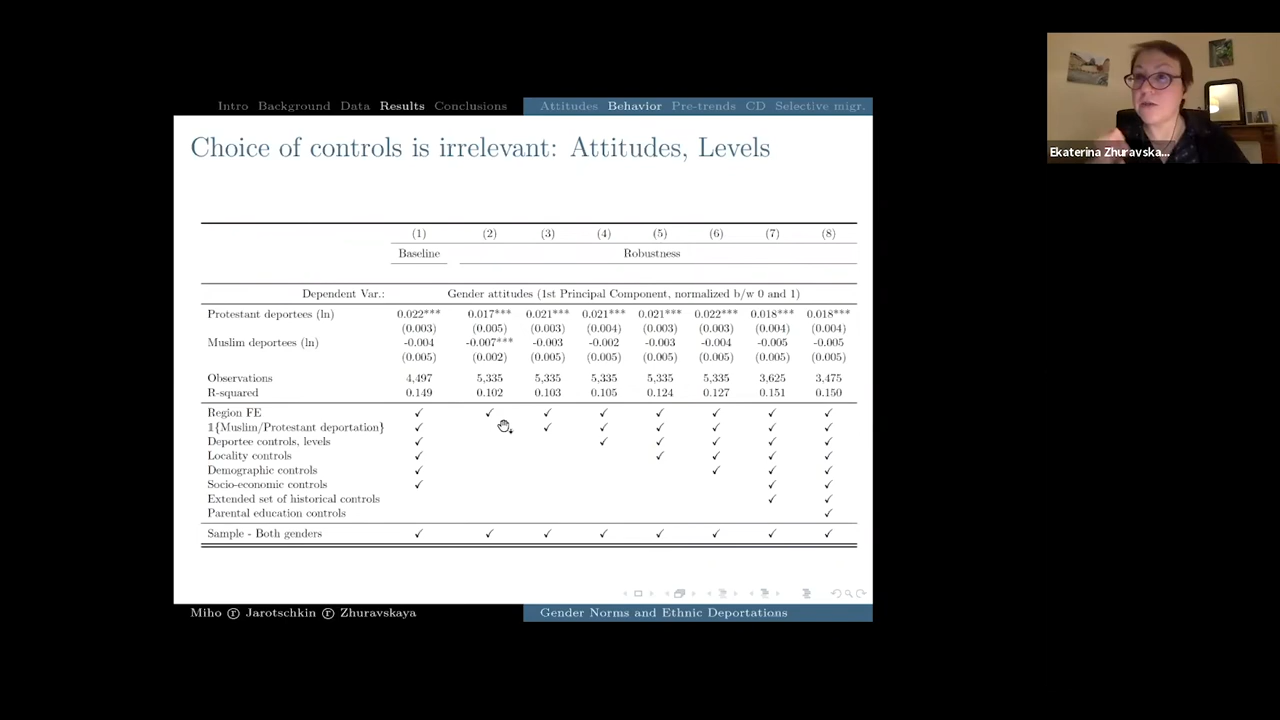 Intro Background Data Results Conclusions Attitudes Behavior Pre-trends CD Selective migr.
Choice of controls is irrelevant: Attitudes, Levels
(1) (2) (3) (4) (5) (6) (7) (8)
Baseline Robustness
Dependent Var.: Gender attitudes (1st Principal Component, normalized b/w 0 and 1)
Protestant deportees (ln) 0.022*** 0.017*** 0.021*** 0.021*** 0.021*** 0.022*** 0.018*** 0.018***
(0.003) (0.005) (0.003) (0.004) (0.003) (0.003) (0.004) (0.004)
Muslim deportees (ln) -0.004 -0.007*** -0.003 -0.002 -0.003 -0.004 -0.005 -0.005
(0.005) (0.002) (0.005) (0.005) (0.005) (0.005) (0.005) (0.005)
Observations 4,497 5,335 5,335 5,335 5,335 5,335 3,625 3,475
R-squared 0.149 0.102 0.103 0.105 0.124 0.127 0.151 0.150
Region FE ✓ ✓ ✓ ✓ ✓ ✓ ✓ ✓
1{Muslim/Protestant deportation} ✓ ✓ ✓ ✓ ✓ ✓ ✓
Deportee controls, levels ✓ ✓ ✓ ✓ ✓ ✓
Locality controls ✓ ✓ ✓ ✓ ✓
Demographic controls ✓ ✓ ✓ ✓
Socio-economic controls ✓ ✓ ✓
Extended set of historical controls ✓ ✓
Parental education controls ✓
Sample - Both genders ✓ ✓ ✓ ✓ ✓ ✓ ✓ ✓
Miho ⓡ Jarotschkin ⓡ Zhuravskaya Gender Norms and Ethnic Deportations
Ekaterina Zhuravska...